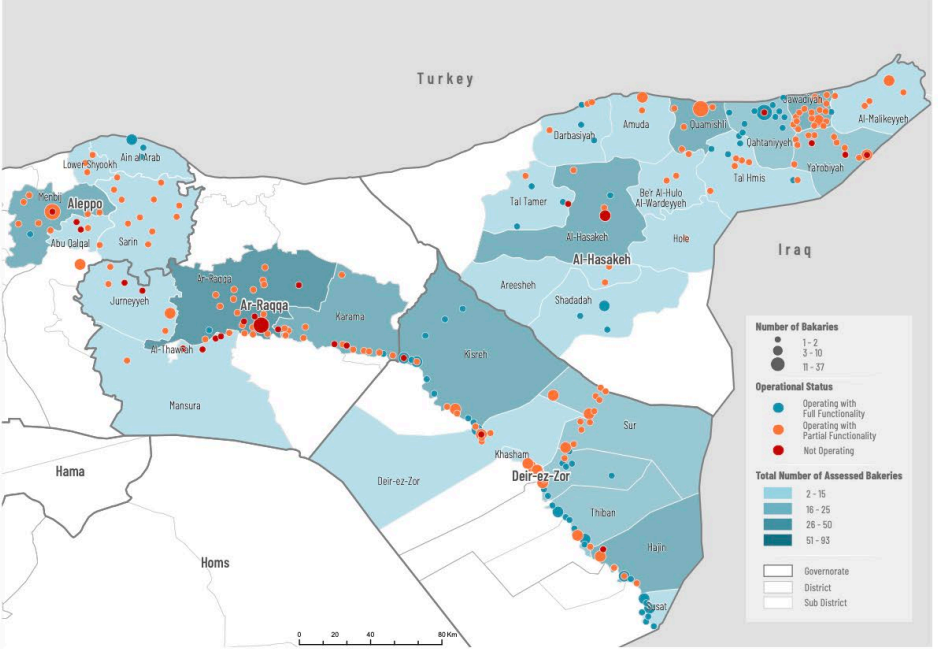 Turkey
Jawadiyah
Al-Malikeyyeh
Quamishli
Amuda
Darbasiyah
Qahtaniyyeh
Ya'robiyah
Tal Hmis
Lower Shyookh
Ain al Arab
Menbij
Aleppo
Be'r Al-Hulo
Al-Wardeyyeh
Tal Tamer
Abu Qalqal
Sarin
Al-Hasakeh
Hole
Iraq
Al-Hasakeh
Ar-Raqqa
Areesheh
Jurneyyeh
Ar-Raqqa
Shadadah
Karama
Al-Thawrah
Kisreh
Mansura
Sur
Khasham
Hama
Deir-ez-Zor
Deir-ez-Zor
Thiban
Hajin
Homs
Susat
0 20 40 80 Km
Number of Bakaries
1 - 2
3 - 10
11 - 37
Operational Status
Operating with
Full Functionality
Operating with
Partial Functionality
Not Operating
Total Number of Assessed Bakeries
2 - 15
16 - 25
26 - 50
51 - 93
Governorate
District
Sub District